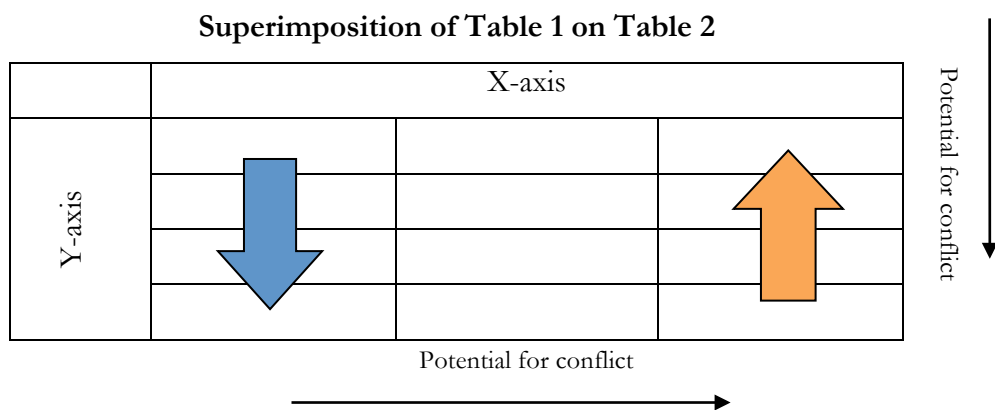 Superimposition of Table 1 on Table 2
X-axis
Y-axis
Potential for conflict
Potential for conflict